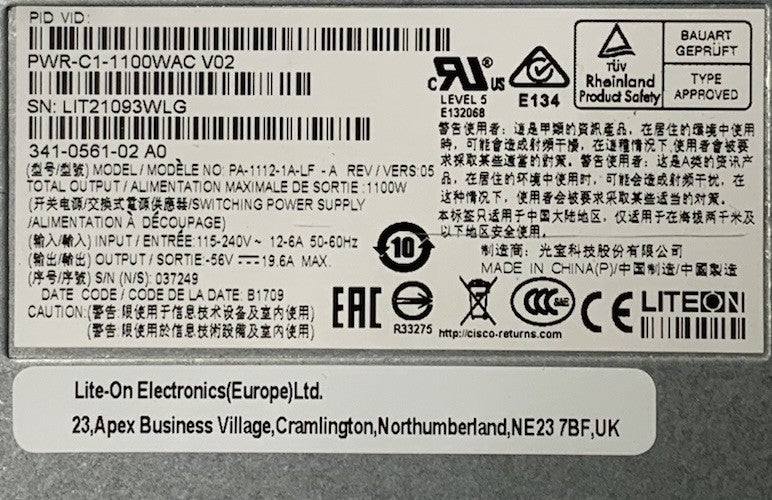 PID VID:
PWR-C1-1100WAC V02
SN: LIT21093WLG
341-0561-02 A0
(型号/型號) MODEL / MODÈLE NO: PA-1112-1A-LF - A REV / VERS:05
TOTAL OUTPUT / ALIMENTATION MAXIMALE DE SORTIE :1100W
(开关电源/交換式電源供應器/SWITCHING POWER SUPPLY
/ALIMENTATION À DÉCOUPAGE)
(输入/輸入) INPUT / ENTRÉE:115-240V~ 12-6A 50-60Hz
(输出/輸出) OUTPUT / SORTIE:-56V ⎓ 19.6A MAX.
(序号/序號) S/N (N/S): 037249
DATE CODE / CODE DE LA DATE: B1709
CAUTION:(警告:限使用于信息技术设备及室内使用)
(警告:限使用於信息技術設備及室內使用)
c RU US
LEVEL 5
E132068
E134
TÜV
Rheinland
Product Safety
BAUART
GEPRÜFT
TYPE
APPROVED
警告使用者: 這是甲類的資訊產品, 在居住的環境中使用
時, 可能會造成射頻干擾, 在這種情況下,使用者會被要
求採取某些適當的對策。警告使用者: 这是A类的资讯产
品, 在居住的环境中使用时, 可能会造成射频干扰, 在
这种情况下, 使用者会被要求采取某些适当的对策。
本标签只适用于中国大陆地区, 仅适用于在海拔两千米及
以下地区安全使用。
10
制造商: 光宝科技股份有限公司
MADE IN CHINA(P)/中国制造/中國製造
EAC
R33275
http://cisco-returns.com
CCC S&E
CE
LITEON
Lite-On Electronics(Europe)Ltd.
23,Apex Business Village,Cramlington,Northumberland,NE23 7BF,UK